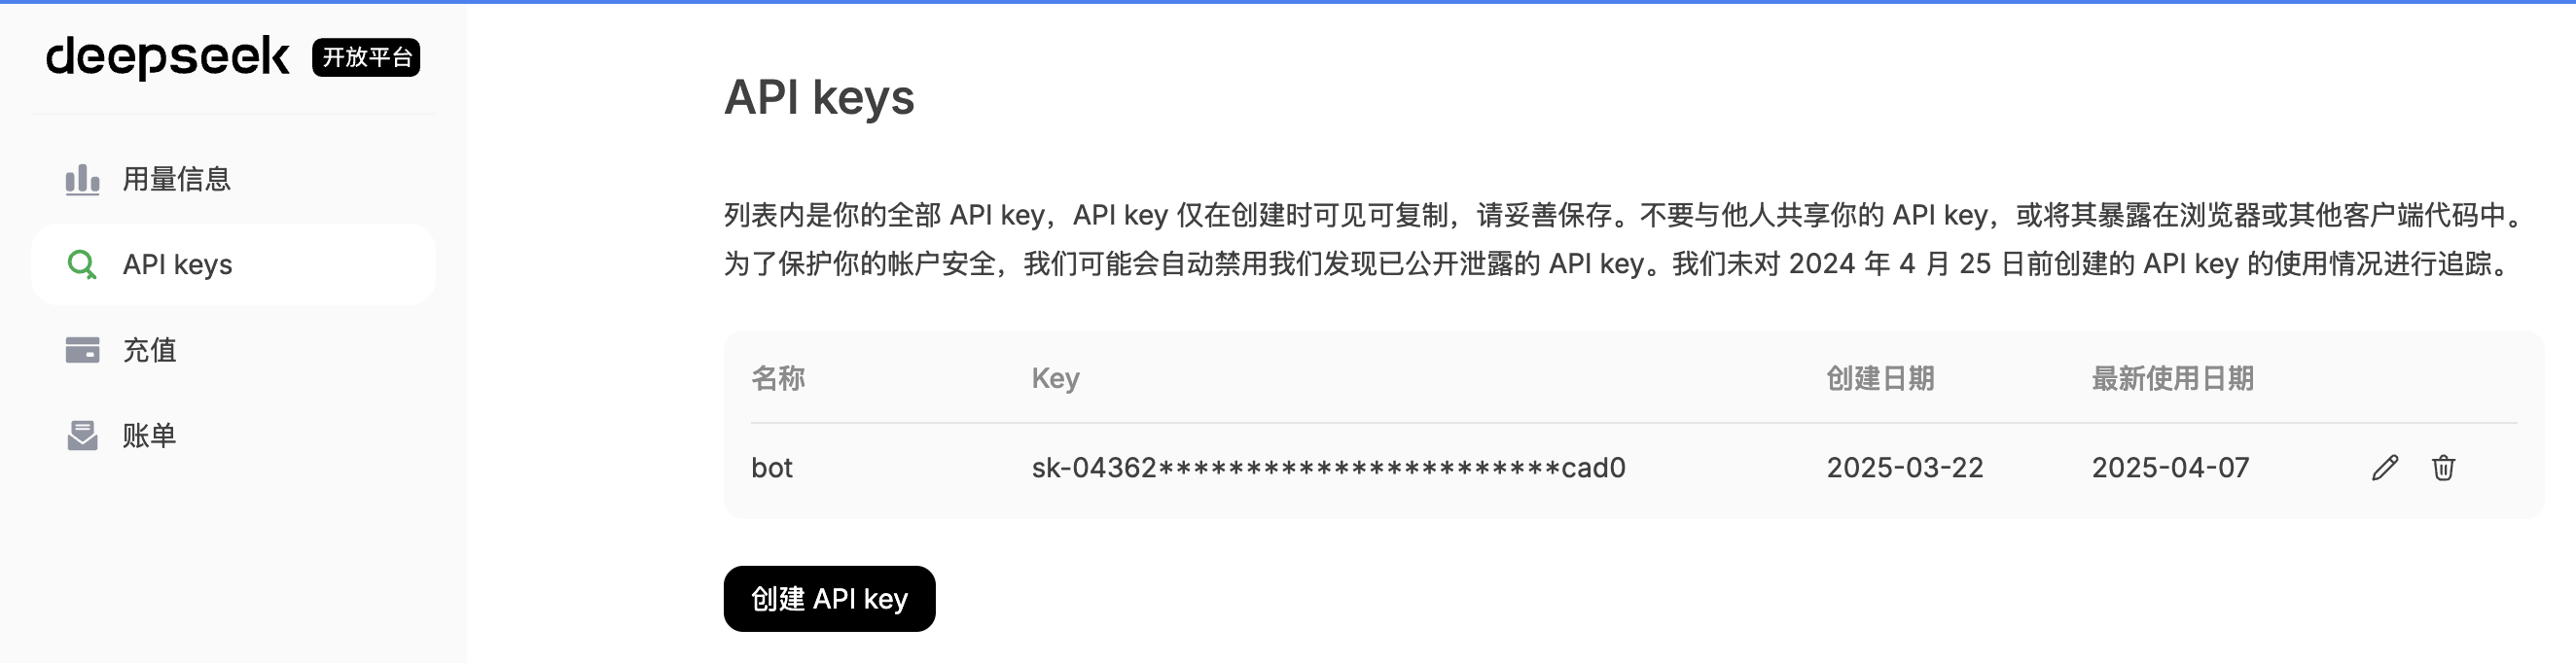 deepseek 开放平台
用量信息
API keys
充值
账单
API keys
列表内是你的全部 API key，API key 仅在创建时可见可复制，请妥善保存。不要与他人共享你的 API key，或将其暴露在浏览器或其他客户端代码中。
为了保护你的帐户安全，我们可能会自动禁用我们发现已公开泄露的 API key。我们未对 2024 年 4 月 25 日前创建的 API key 的使用情况进行追踪。
名称 Key 创建日期 最新使用日期
bot sk-04362***********************cad0 2025-03-22 2025-04-07
创建 API key